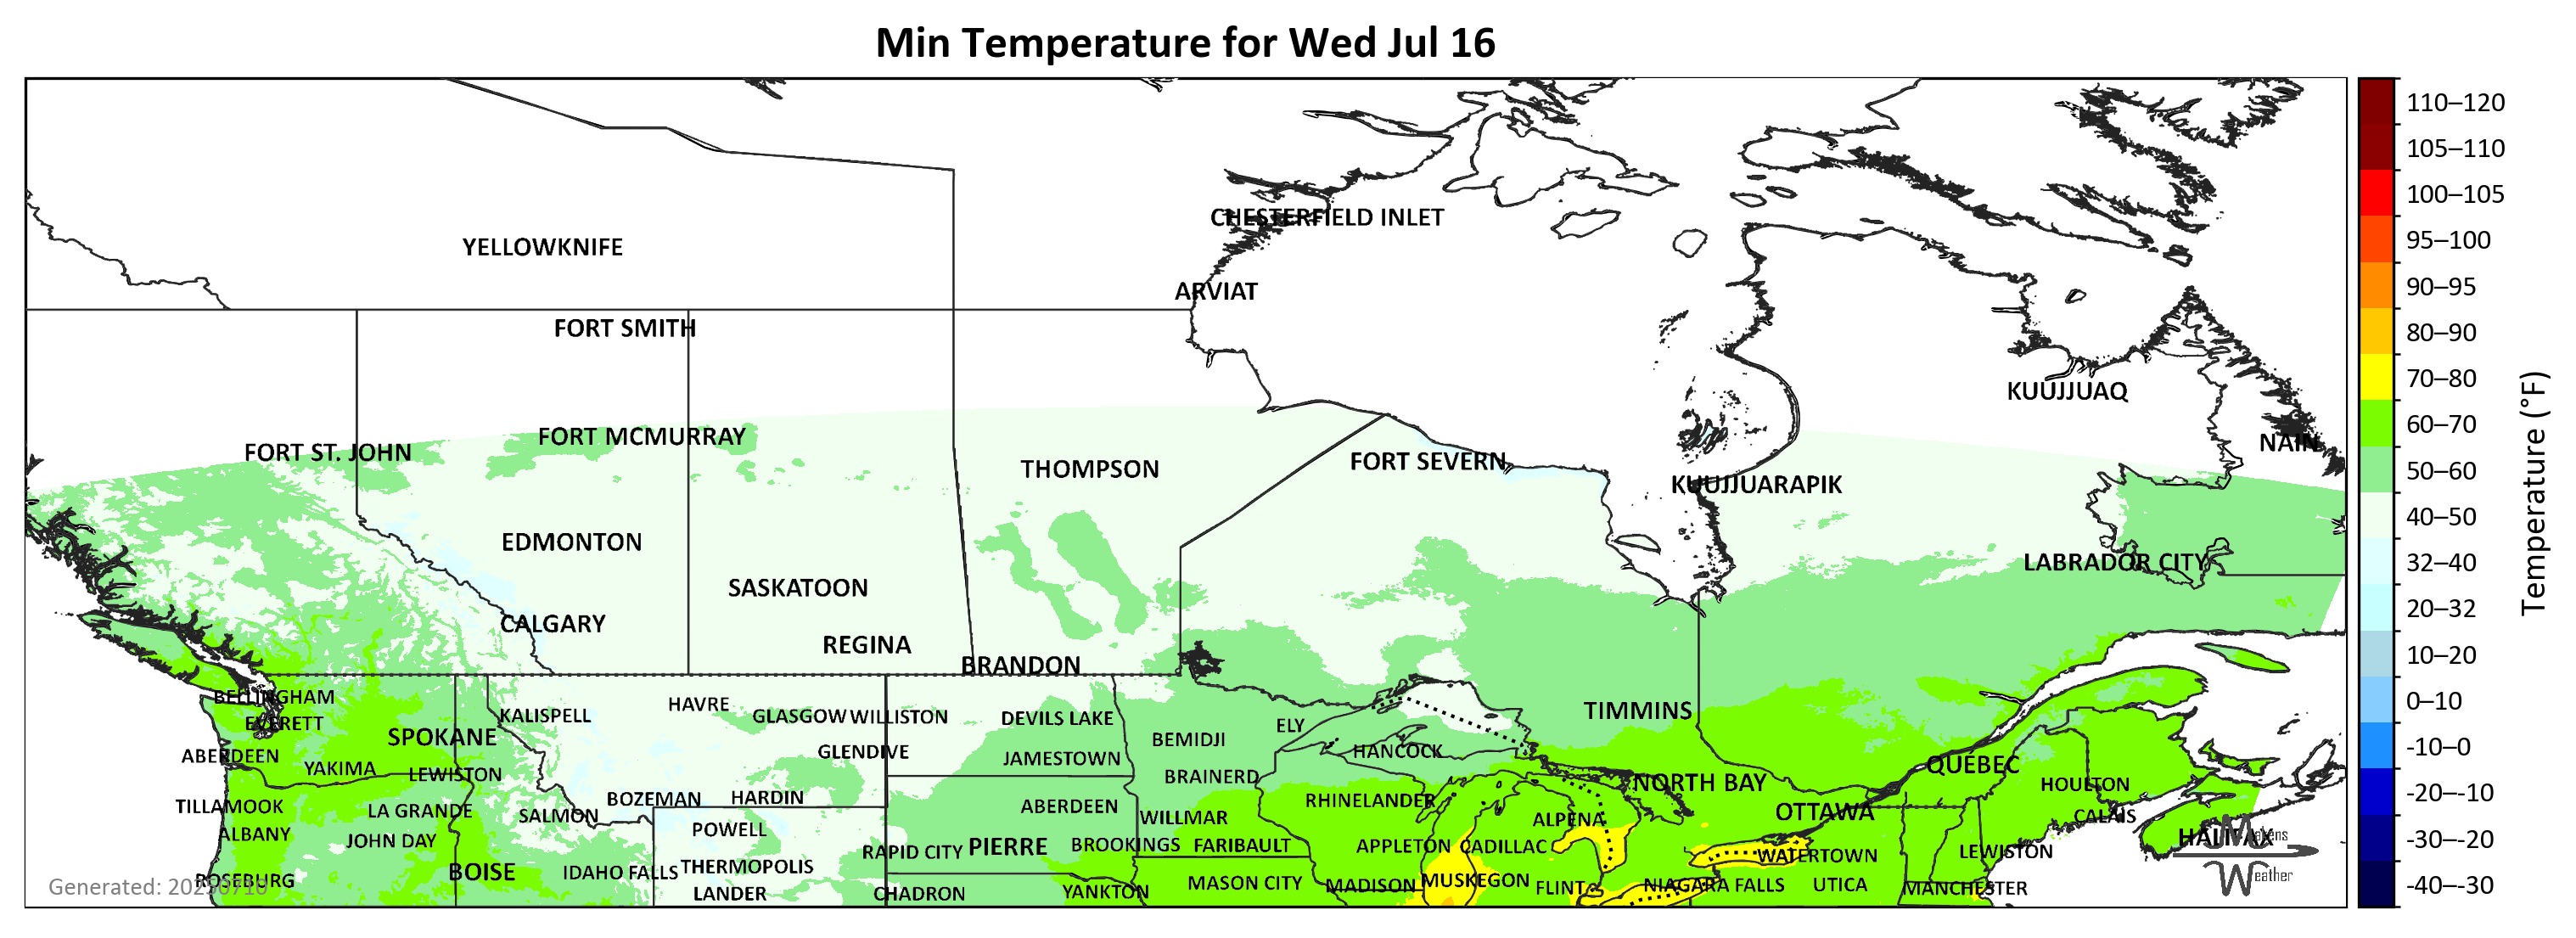 Min Temperature for Wed Jul 16
110–120
105–110
100–105
95–100
90–95
80–90
70–80
60–70
50–60
40–50
32–40
20–32
10–20
0–10
-10–0
-20–-10
-30–-20
-40–-30
Temperature (°F)
CHESTERFIELD INLET
YELLOWKNIFE
ARVIAT
FORT SMITH
KUUJJUAQ
FORT MCMURRAY
NAIN
FORT ST. JOHN
FORT SEVERN
THOMPSON
KUUJJUARAPIK
EDMONTON
LABRADOR CITY
SASKATOON
CALGARY
REGINA
BRANDON
BELLINGHAM
HAVRE
TIMMINS
KALISPELL
GLASGOW
WILLISTON
DEVILS LAKE
EVERETT
ELY
SPOKANE
BEMIDJI
GLENDIVE
HANCOCK
ABERDEEN
JAMESTOWN
QUÉBEC
YAKIMA
LEWISTON
BRAINERD
NORTH BAY
HOULTON
BOZEMAN
HARDIN
RHINELANDER
TILLAMOOK
ABERDEEN
LA GRANDE
OTTAWA
SALMON
CALAIS
WILLMAR
ALPENA
POWELL
ALBANY
HALIFAX
JOHN DAY
BROOKINGS
FARIBAULT
APPLETON
CADILLAC
PIERRE
RAPID CITY
LEWISTON
WATERTOWN
THERMOPOLIS
BOISE
IDAHO FALLS
MUSKEGON
ROSEBURG
MASON CITY
MADISON
FLINT
NIAGARA FALLS
UTICA
MANCHESTER
LANDER
CHADRON
YANKTON
Generated: 20250710
Makens
Weather